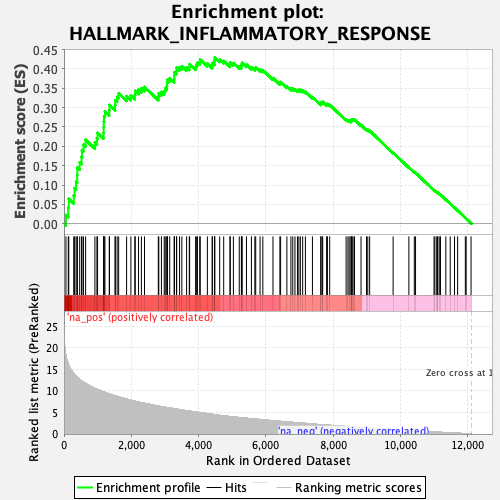 Enrichment plot:
HALLMARK_INFLAMMATORY_RESPONSE
Enrichment score (ES)
0.45
0.40
0.35
0.30
0.25
0.20
0.15
0.10
0.05
0.00
'na_pos' (positively correlated)
Ranked list metric (PreRanked)
25
20
15
10
5
0
Zero cross at 1
'na_neg' (negatively correlated)
0
2,000
4,000
6,000
8,000
10,000
12,000
Rank in Ordered Dataset
Enrichment profile
Hits
Ranking metric scores